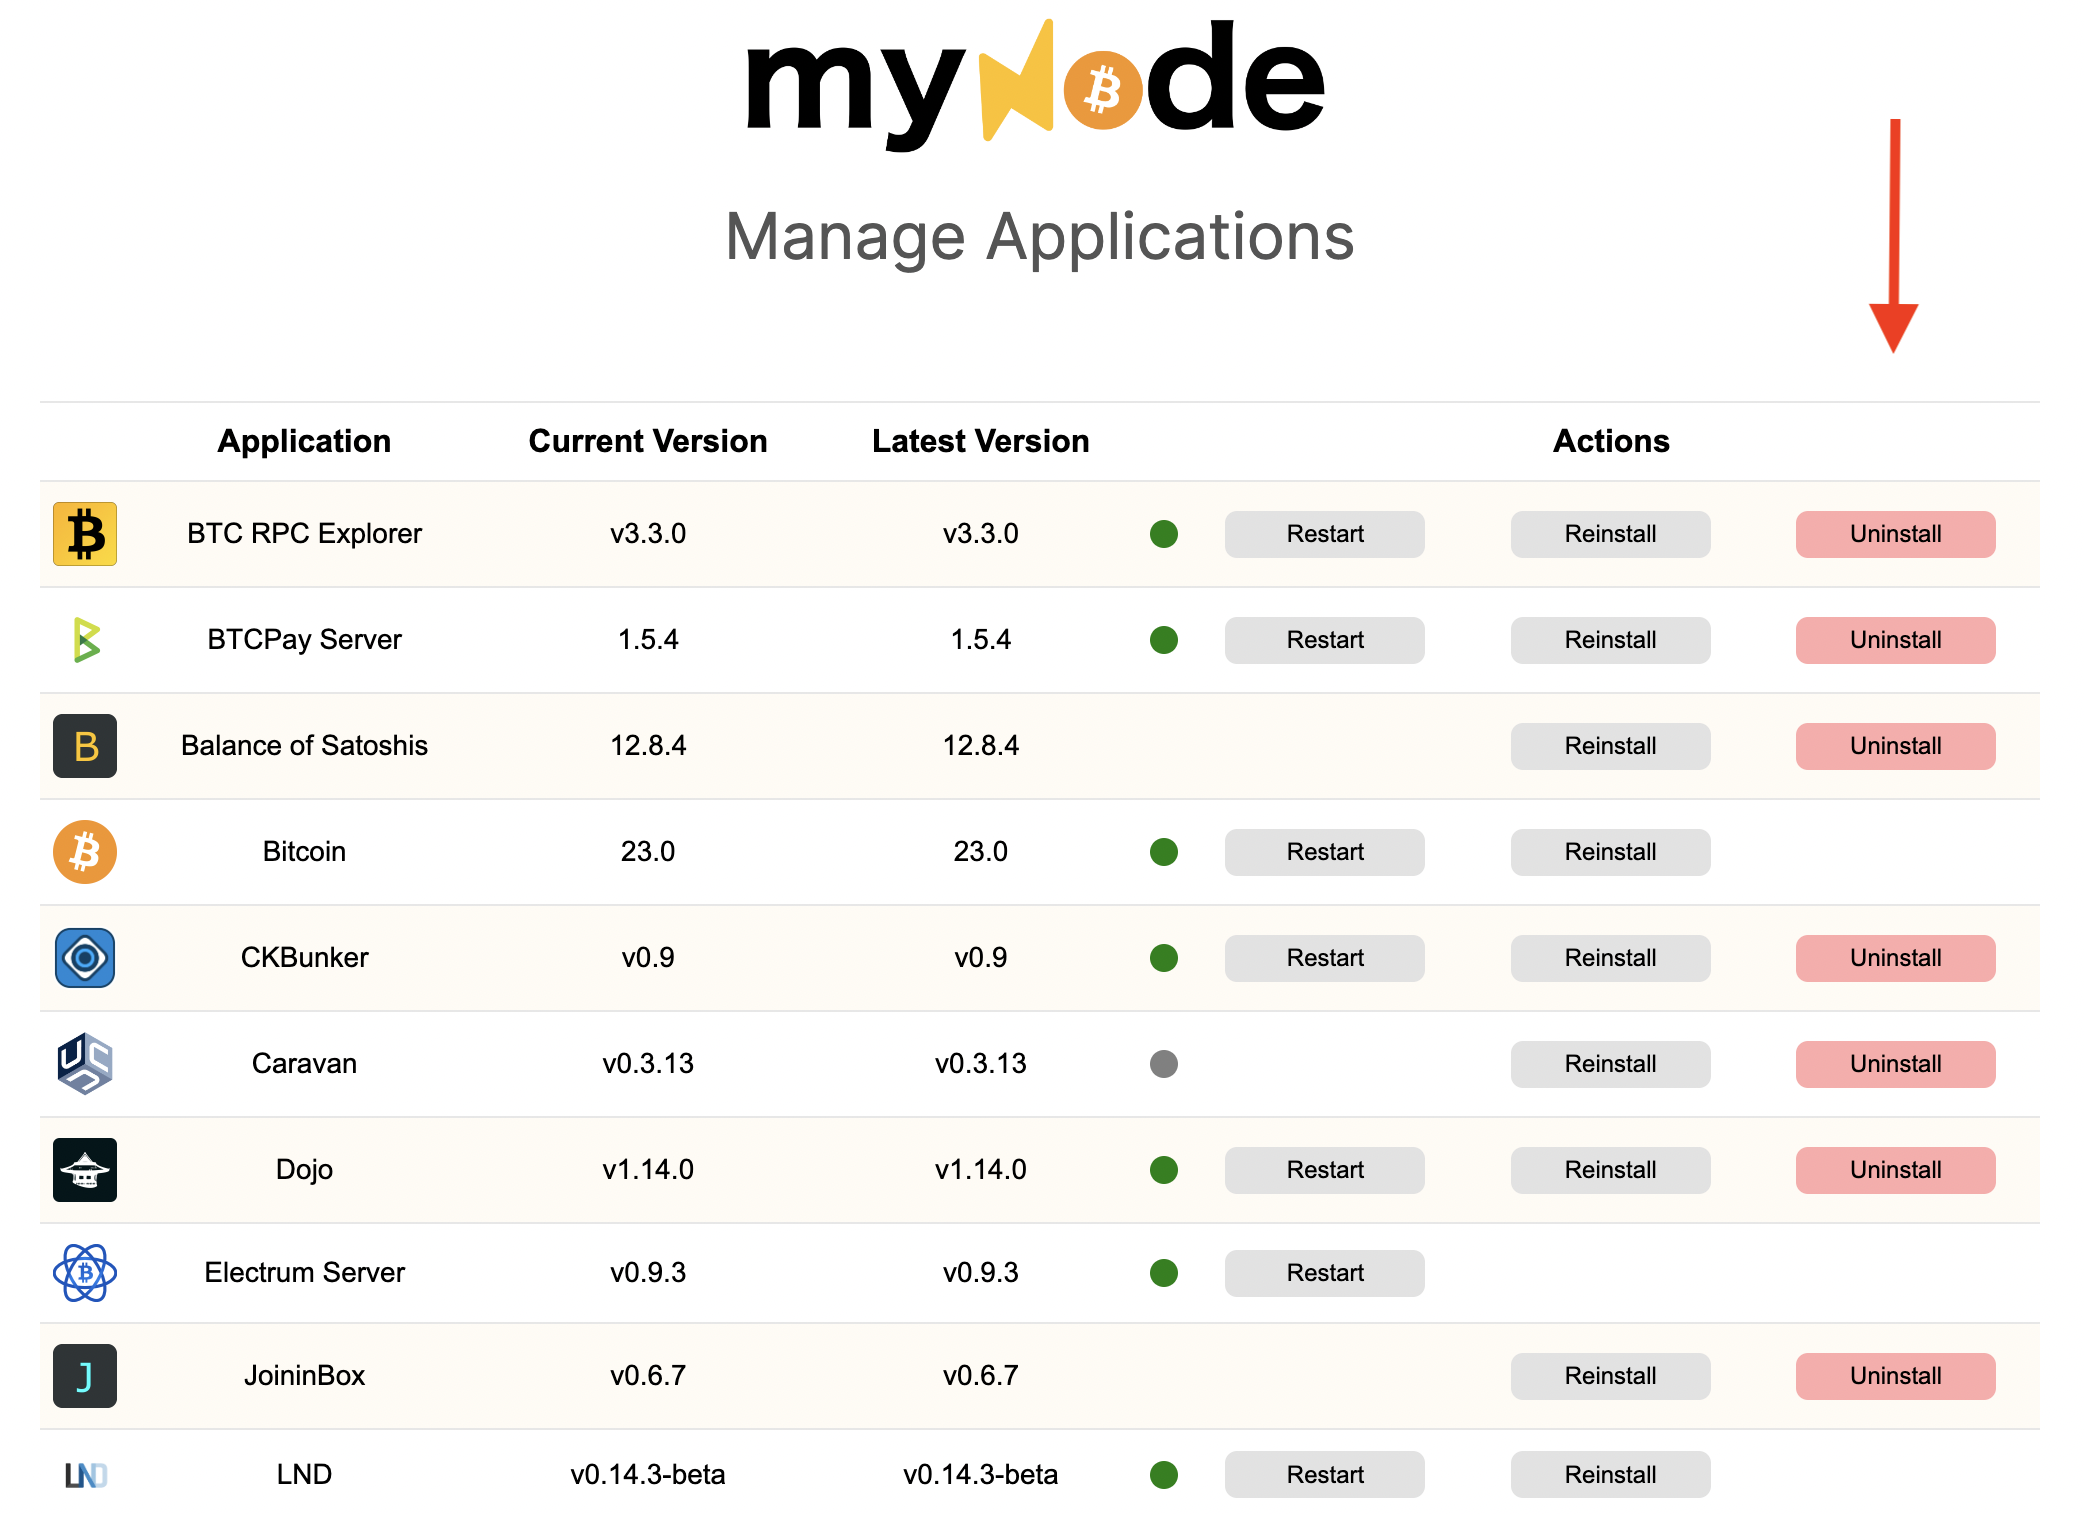 mynode
Manage Applications
Application Current Version Latest Version Actions
BTC RPC Explorer v3.3.0 v3.3.0 Restart Reinstall Uninstall
BTCPay Server 1.5.4 1.5.4 Restart Reinstall Uninstall
B Balance of Satoshis 12.8.4 12.8.4 Reinstall Uninstall
Bitcoin 23.0 23.0 Restart Reinstall
CKBunker v0.9 v0.9 Restart Reinstall Uninstall
Caravan v0.3.13 v0.3.13 Reinstall Uninstall
Dojo v1.14.0 v1.14.0 Restart Reinstall Uninstall
Electrum Server v0.9.3 v0.9.3 Restart
J JoininBox v0.6.7 v0.6.7 Reinstall Uninstall
LND LND v0.14.3-beta v0.14.3-beta Restart Reinstall